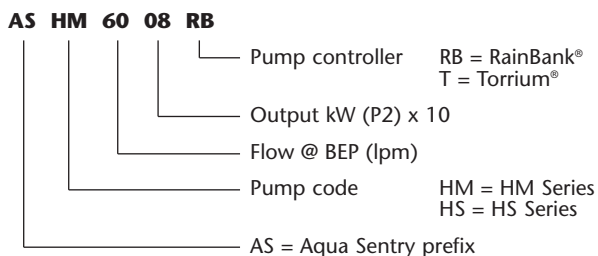 AS HM 60 08 RB
Pump controller RB = RainBank®
T = Torrium®
Output kW (P2) x 10
Flow @ BEP (lpm)
Pump code HM = HM Series
HS = HS Series
AS = Aqua Sentry prefix